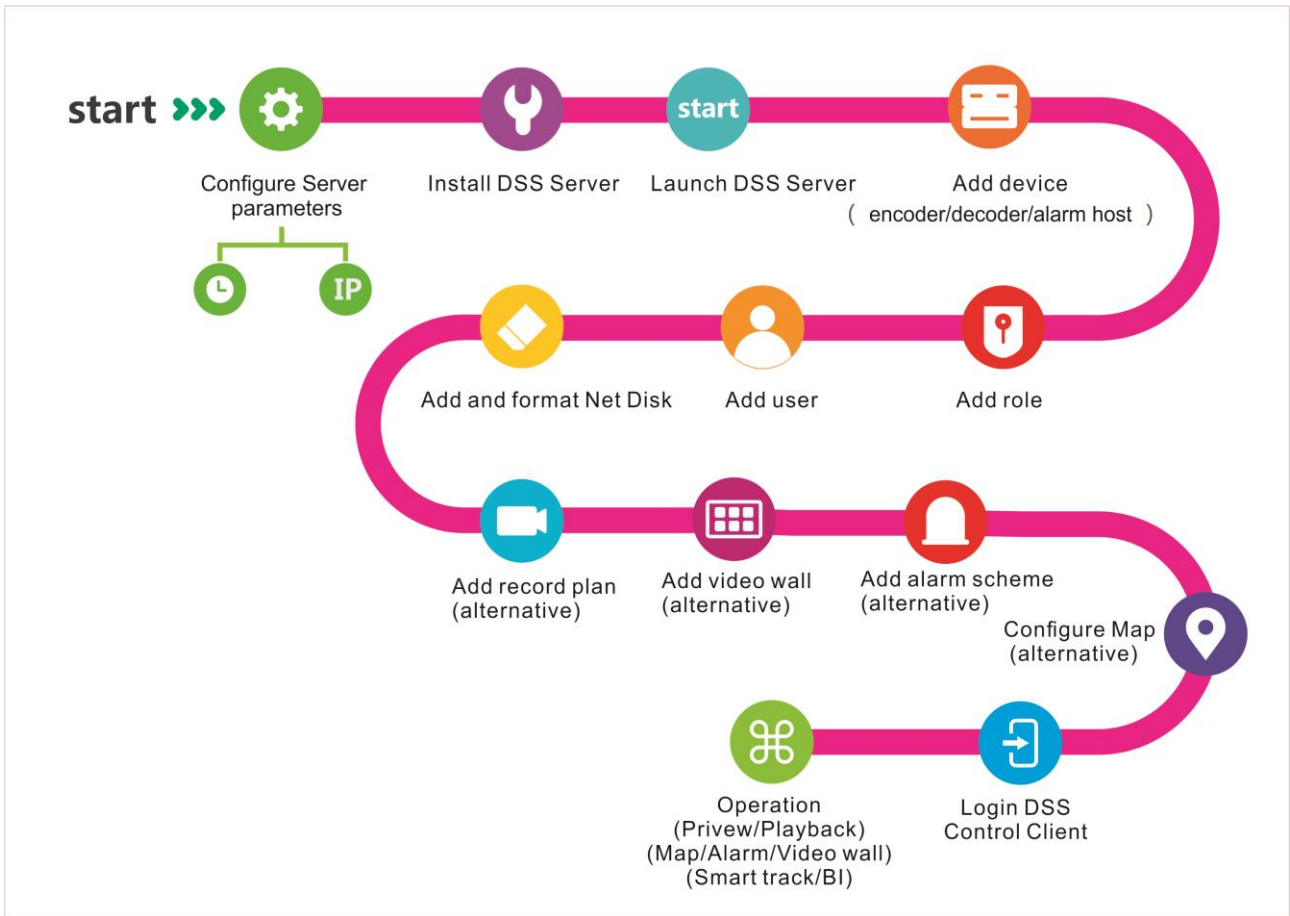 start
Configure Server
parameters
IP
Install DSS Server
start
Launch DSS Server
Add device
( encoder/decoder/alarm host )
Add role
Add user
Add and format Net Disk
Add record plan
(alternative)
Add video wall
(alternative)
Add alarm scheme
(alternative)
Configure Map
(alternative)
Login DSS
Control Client
Operation
(Privew/Playback)
(Map/Alarm/Video wall)
(Smart track/BI)